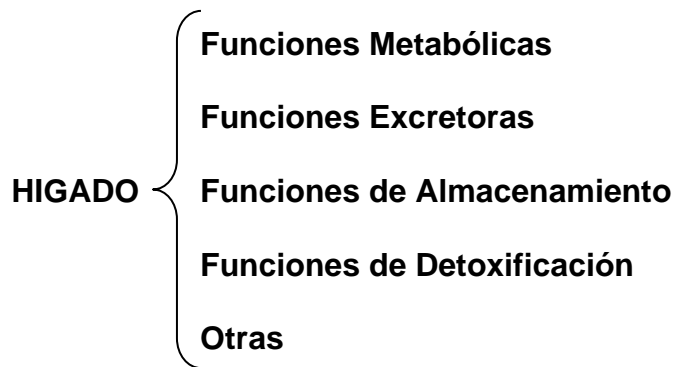 Funciones Metabólicas
Funciones Excretoras
HIGADO Funciones de Almacenamiento
Funciones de Detoxificación
Otras